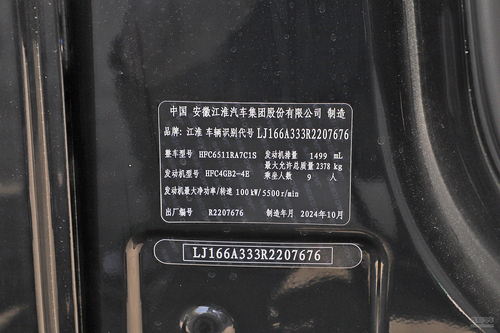 中国 安徽江淮汽车集团股份有限公司 制造
品牌: 江淮 车辆识别代号 LJ166A333R2207676
整车型号 HFC6511RA7C1S 发动机排量 1499 mL
最大允许总质量 2378 kg
发动机型号 HFC4GB2-4E 乘坐人数 9 人
发动机最大净功率/转速 100kW/5500r/min
出厂编号 R2207676 制造年月 2024年10月
LJ166A333R2207676